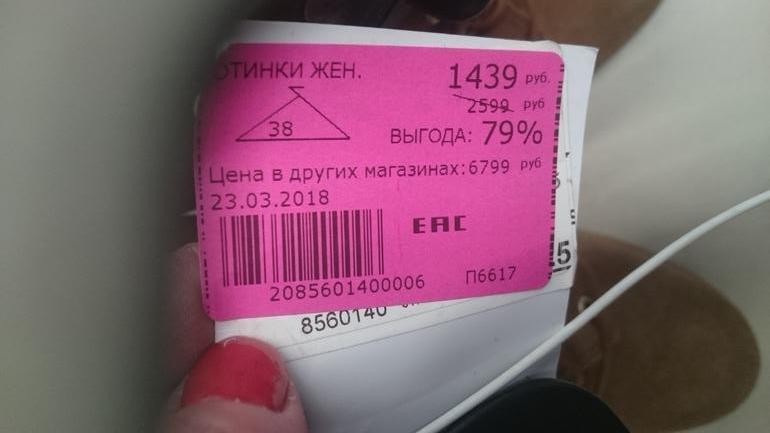 ОТИНКИ ЖЕН.
1439 руб.
2599 руб
38
ВЫГОДА: 79%
Цена в других магазинах:6799 руб
23.03.2018
EAC
2085601400006
П6617
8560140
5